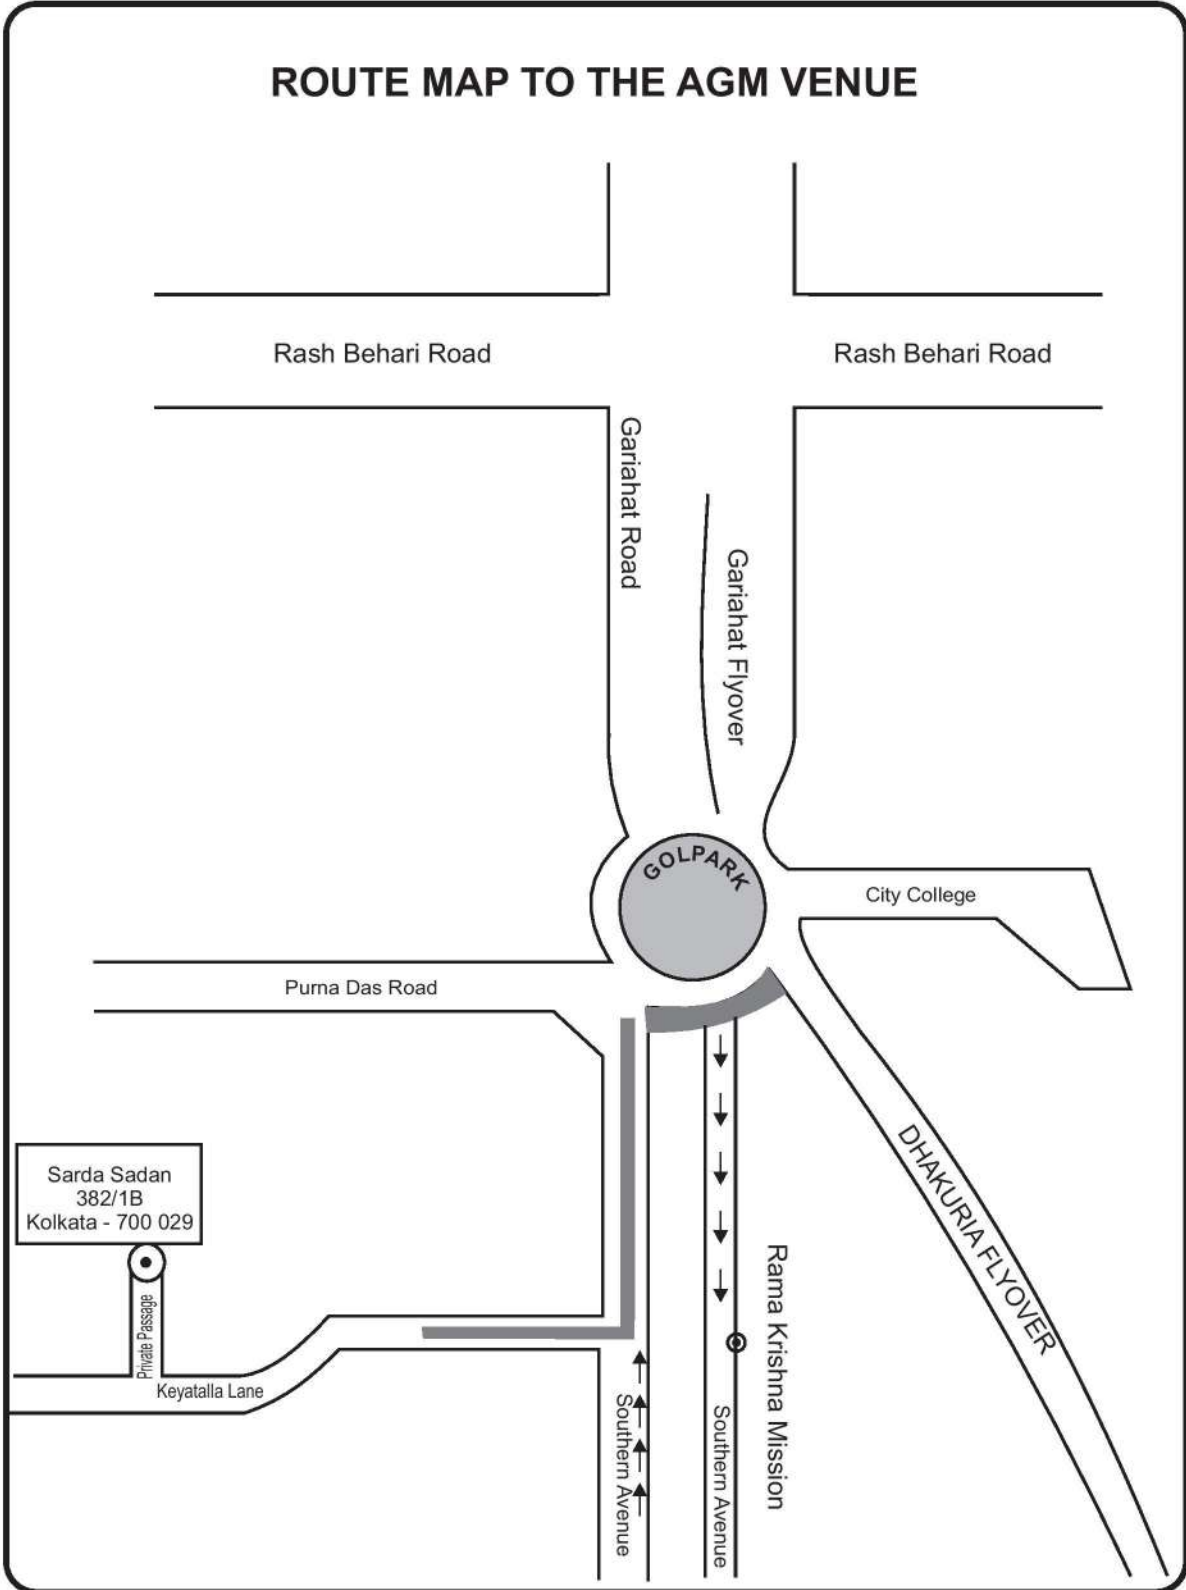 ROUTE MAP TO THE AGM VENUE
Rash Behari Road
Rash Behari Road
Gariahat Road
Gariahat Flyover
GOLPARK
City College
Purna Das Road
DHAKURIA FLYOVER
Sarda Sadan
382/1B
Kolkata - 700 029
Private Passage
Keyatalla Lane
Rama Krishna Mission
Southern Avenue
Southern Avenue